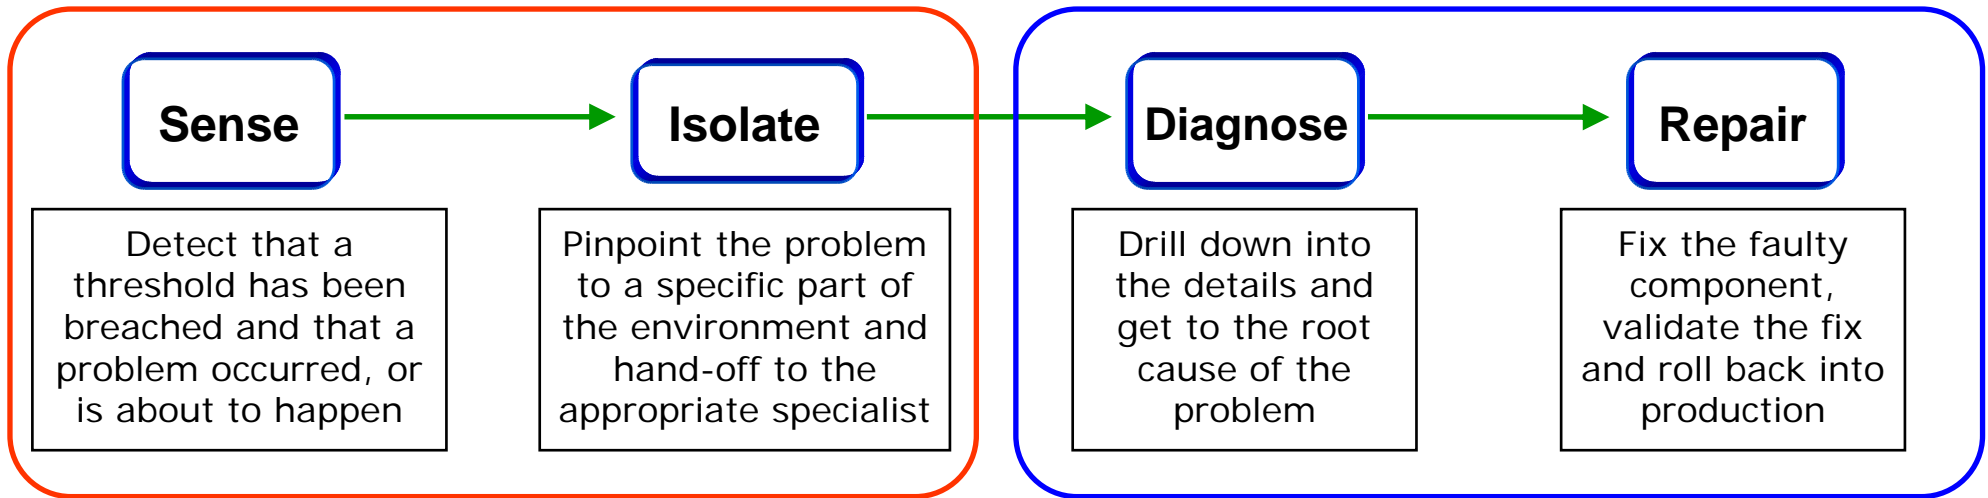 Sense
Isolate
Diagnose
Repair
Detect that a
threshold has been
breached and that a
problem occurred, or
is about to happen
Pinpoint the problem
to a specific part of
the environment and
hand-off to the
appropriate specialist
Drill down into
the details and
get to the root
cause of the
problem
Fix the faulty
component,
validate the fix
and roll back into
production